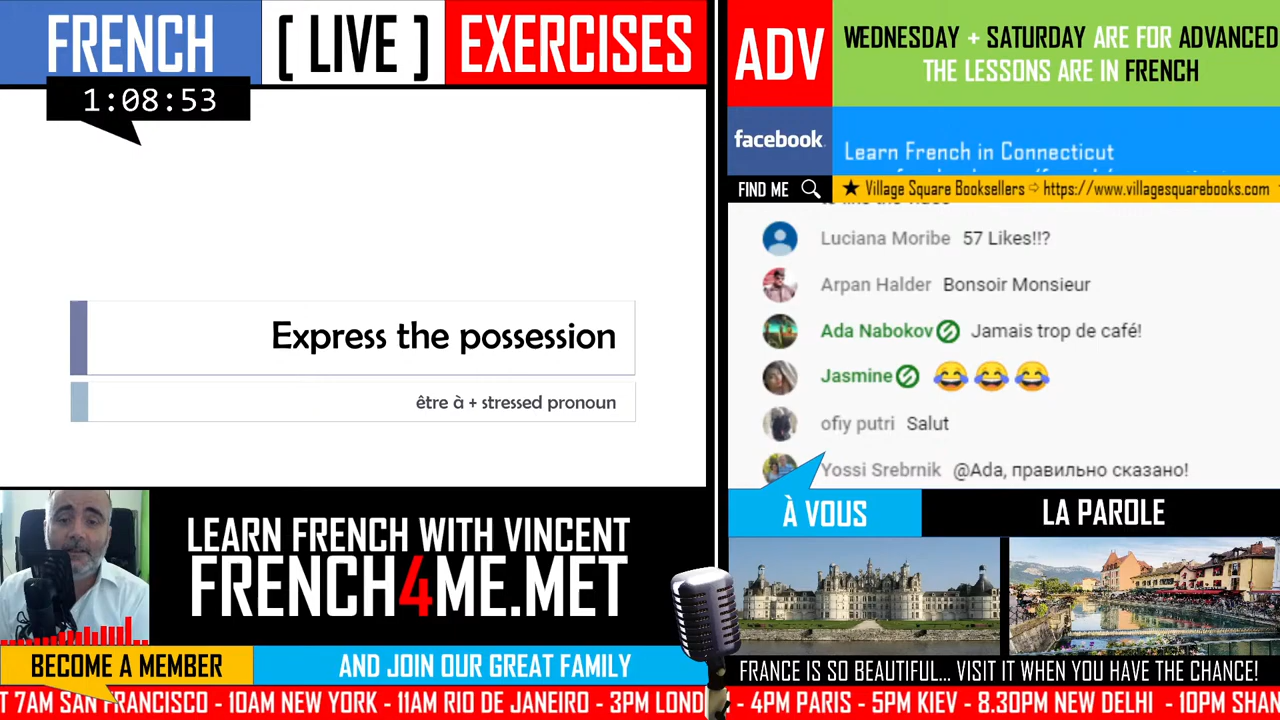 FRENCH [ LIVE ] EXERCISES
1:08:53
Express the possession
être à + stressed pronoun
LEARN FRENCH WITH VINCENT
FRENCH4ME.MET
BECOME A MEMBER
AND JOIN OUR GREAT FAMILY
ADV
WEDNESDAY + SATURDAY ARE FOR ADVANCED
THE LESSONS ARE IN FRENCH
facebook
Learn French in Connecticut
FIND ME
★ Village Square Booksellers ⇨ https://www.villagesquarebooks.com
to like the video
Luciana Moribe 57 Likes!!?
Arpan Halder Bonsoir Monsieur
Ada Nabokov Jamais trop de café!
Jasmine 😂😂😂
ofiy putri Salut
Yossi Srebrnik @Ada, правильно сказано!
À VOUS
LA PAROLE
FRANCE IS SO BEAUTIFUL... VISIT IT WHEN YOU HAVE THE CHANCE!
T 7AM SAN FRANCISCO - 10AM NEW YORK - 11AM RIO DE JANEIRO - 3PM LOND - 4PM PARIS - 5PM KIEV - 8.30PM NEW DELHI - 10PM SHAN